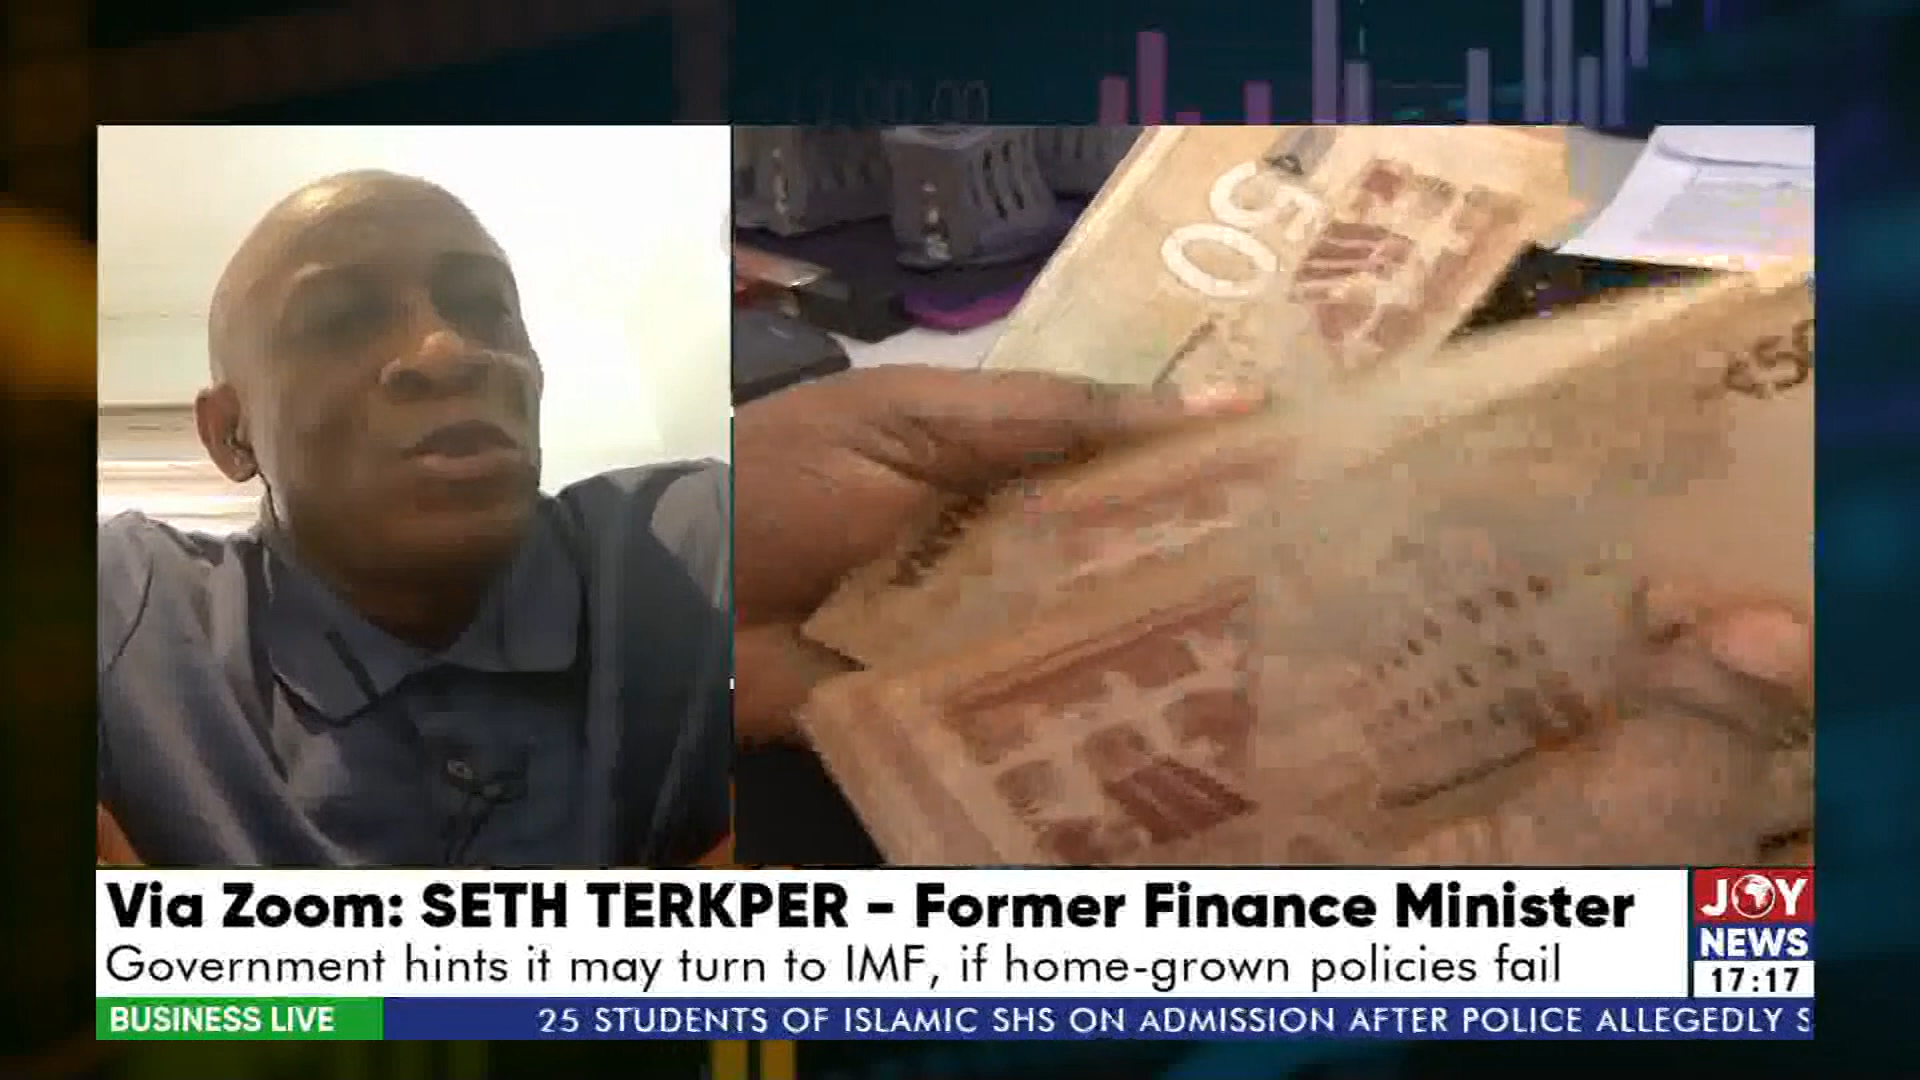 50
Via Zoom: SETH TERKPER - Former Finance Minister
Government hints it may turn to IMF, if home-grown policies fail
JOY
NEWS
17:17
BUSINESS LIVE
25 STUDENTS OF ISLAMIC SHS ON ADMISSION AFTER POLICE ALLEGEDLY S